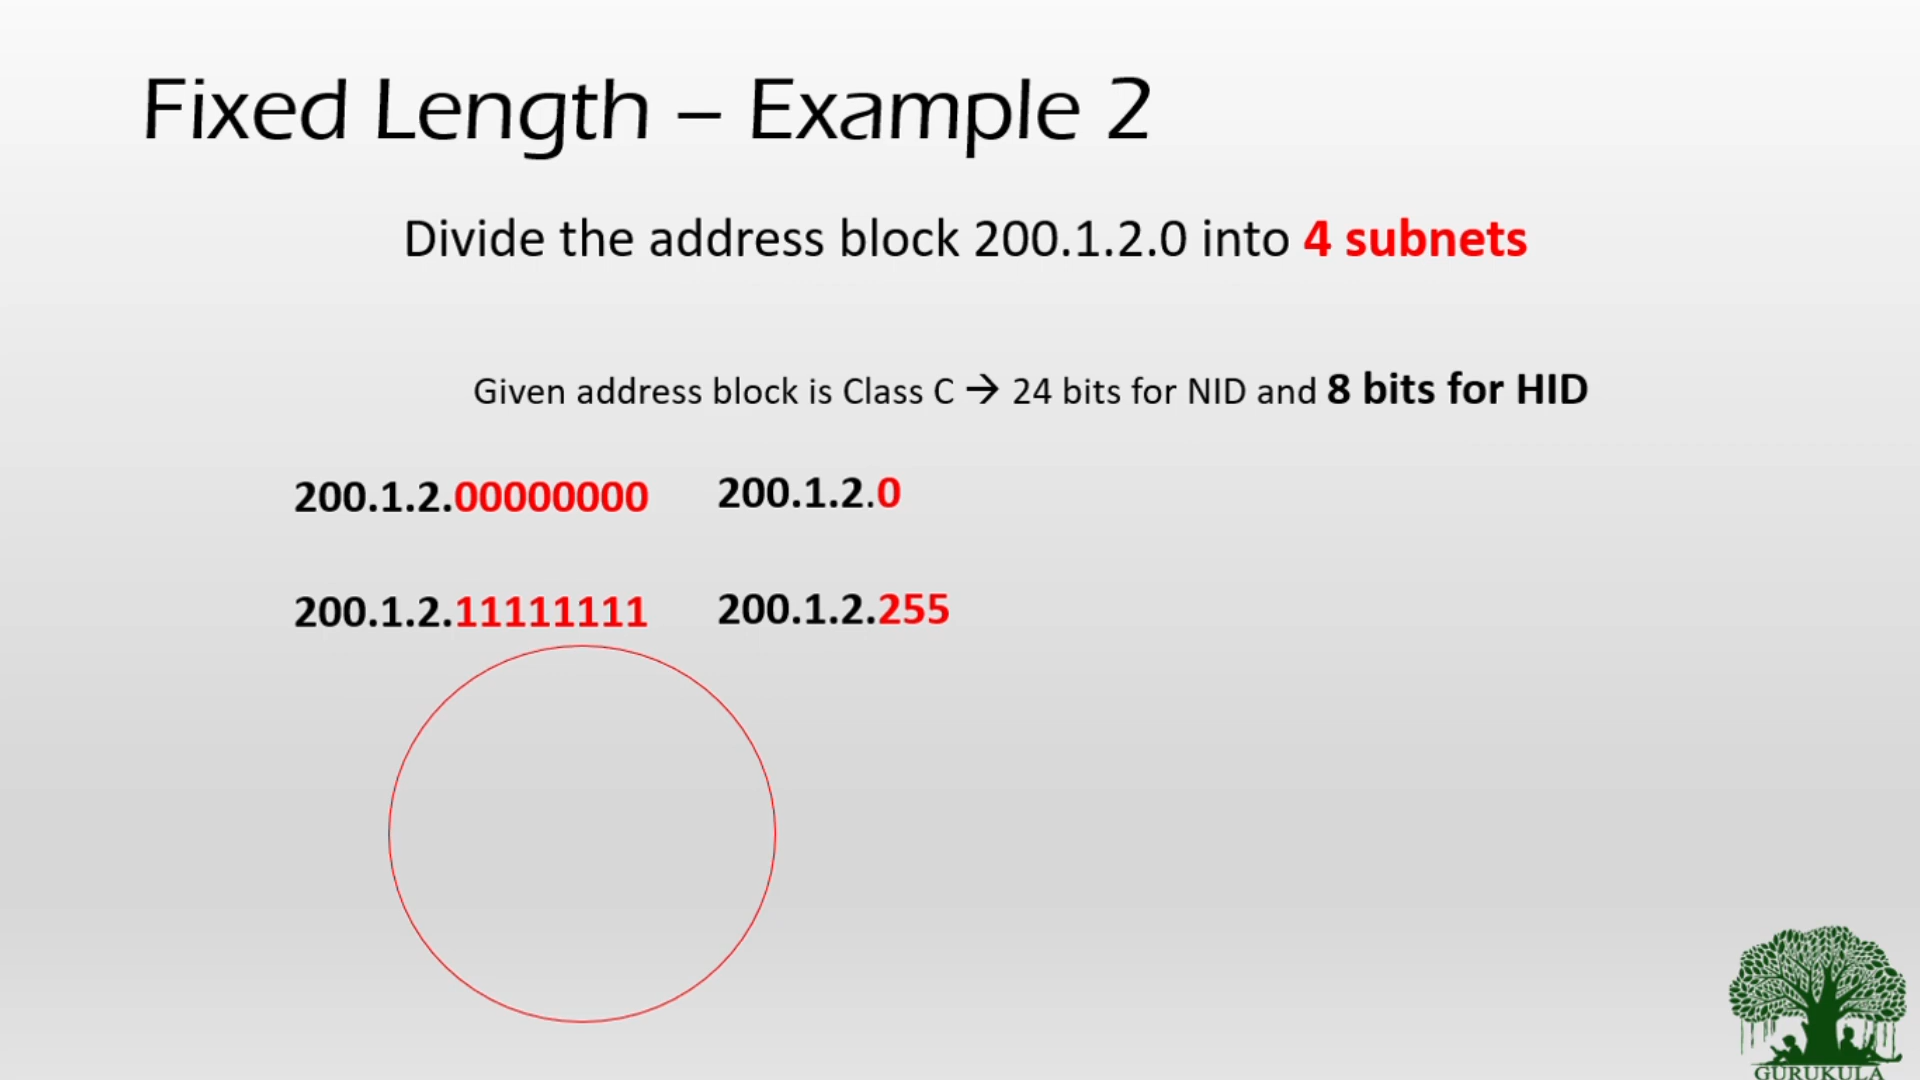 Fixed Length – Example 2
Divide the address block 200.1.2.0 into 4 subnets
Given address block is Class C → 24 bits for NID and 8 bits for HID
200.1.2.00000000 200.1.2.0
200.1.2.11111111 200.1.2.255
GURUKULA